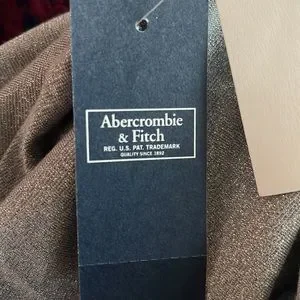 Abercrombie
& Fitch
REG. U.S. PAT. TRADEMARK
QUALITY SINCE 1892